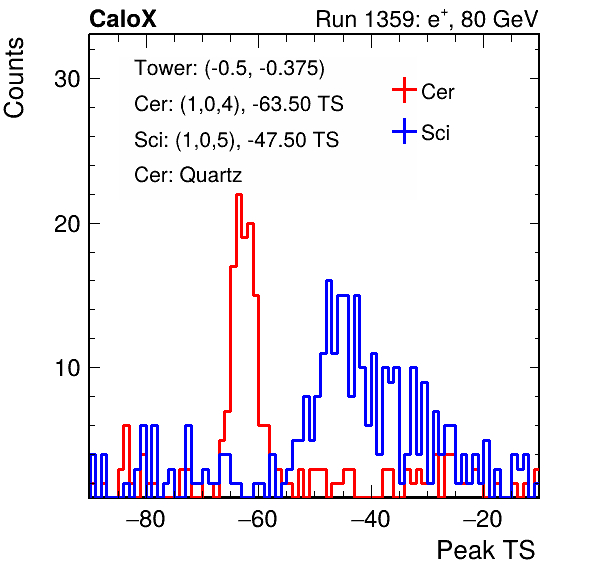 CaloX Run 1359: e⁺, 80 GeV
Counts
Tower: (-0.5, -0.375)
Cer: (1,0,4), -63.50 TS
Sci: (1,0,5), -47.50 TS
Cer: Quartz
Cer
Sci
30
20
10
−80 −60 −40 −20
Peak TS